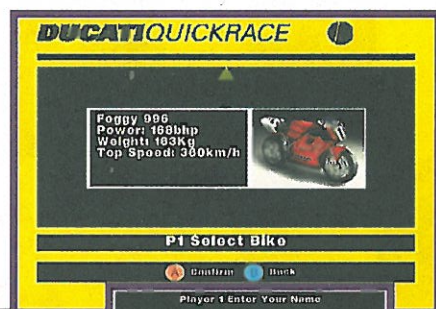 DUCATI QUICKRACE
Foggy 996
Power: 168bhp
Weight: 163Kg
Top Speed: 360km/h
P1 Select Bike
A Confirm B Back
Player 1 Enter Your Name